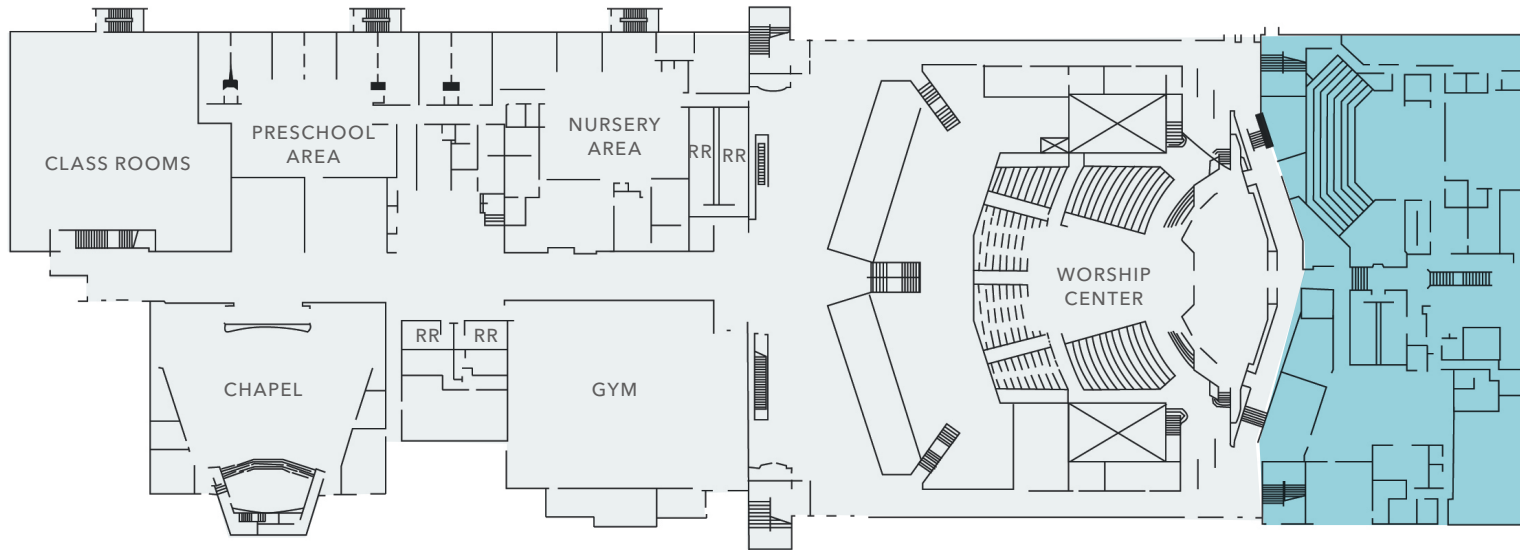 CLASS ROOMS
PRESCHOOL
AREA
NURSERY
AREA
RR
RR
WORSHIP
CENTER
CHAPEL
RR
RR
GYM